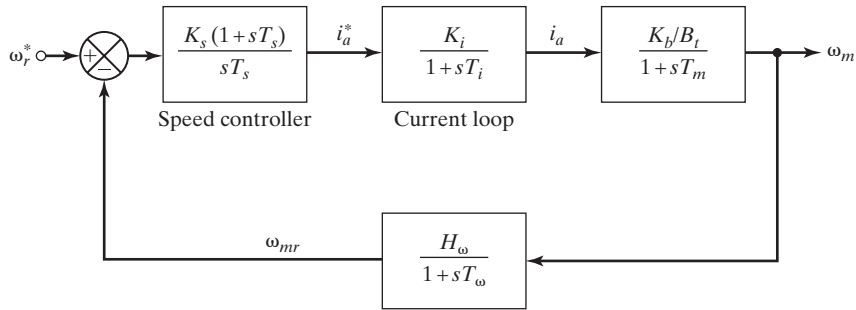 ω_r^*
+
−
K_s (1+sT_s)
sT_s
Speed controller
i_a^*
K_i
1+sT_i
Current loop
i_a
K_b/B_t
1+sT_m
ω_m
ω_mr
H_ω
1+sT_ω